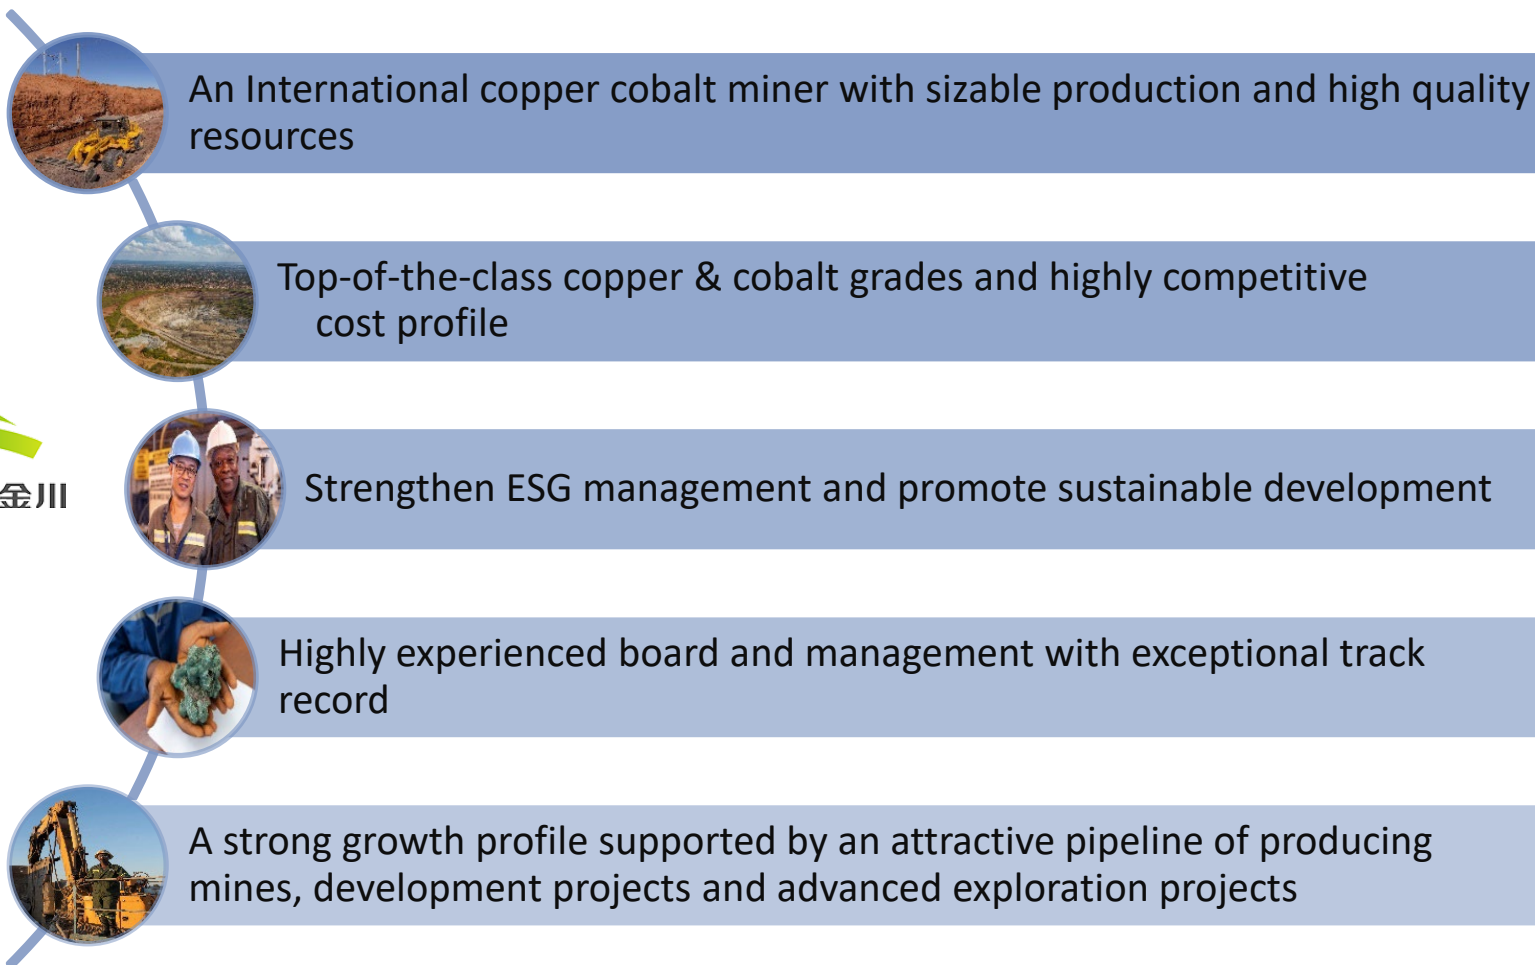 An International copper cobalt miner with sizable production and high quality
resources
Top-of-the-class copper & cobalt grades and highly competitive
cost profile
金川
Strengthen ESG management and promote sustainable development
Highly experienced board and management with exceptional track
record
A strong growth profile supported by an attractive pipeline of producing
mines, development projects and advanced exploration projects